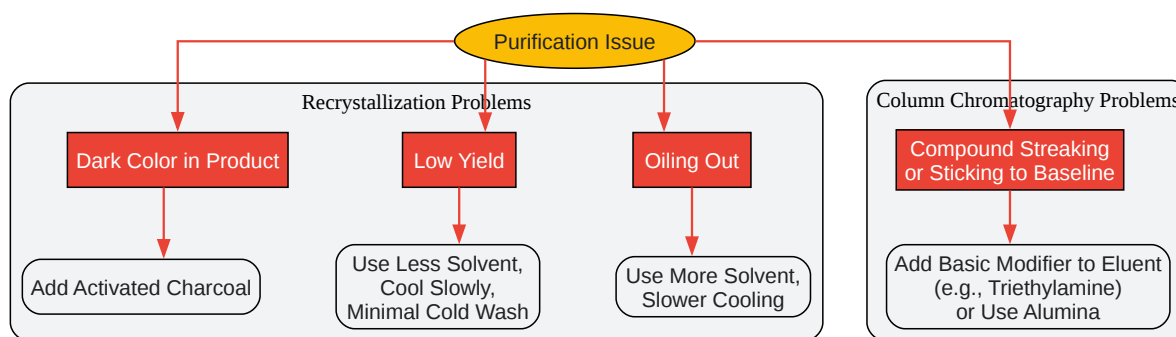 Purification Issue
Recrystallization Problems
Column Chromatography Problems
Dark Color in Product
Low Yield
Oiling Out
Compound Streaking
or Sticking to Baseline
Add Activated Charcoal
Use Less Solvent,
Cool Slowly,
Minimal Cold Wash
Use More Solvent,
Slower Cooling
Add Basic Modifier to Eluent
(e.g., Triethylamine)
or Use Alumina